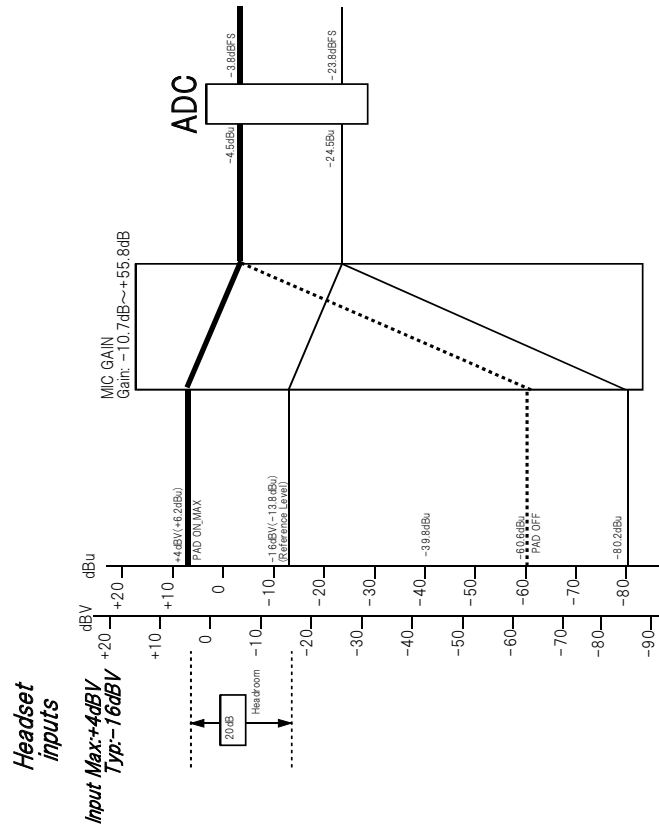 Headset
inputs
Input Max:+4dBV
Typ:-16dBV
20dB
Headroom
dBV
+20
+10
0
-10
-20
-30
-40
-50
-60
-70
-80
-90
dBu
+20
+10
0
-10
-20
-30
-40
-50
-60
-70
-80
+4dBV(+6.2dBu)
PAD ON_MAX
-16dBV(-13.8dBu)
(Reference Level)
-39.8dBu
-60.6dBu
PAD OFF
-80.2dBu
MIC GAIN
Gain: -10.7dB～+55.8dB
ADC
-4.5dBu
-3.8dBFS
-24.5Bu
-23.8dBFS